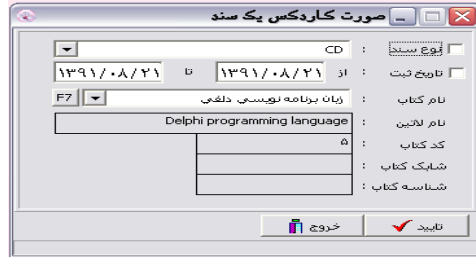 صورت کاردکس یک سند
نوع سند : CD
تاریخ ثبت : از ۱۳۹۱/۰۸/۲۱ تا ۱۳۹۱/۰۸/۲۱
نام کتاب : زبان برنامه نویسی دلفی F7
نام لاتین : Delphi programming language
کد کتاب : ۵
شابک کتاب :
شناسه کتاب :
تایید خروج